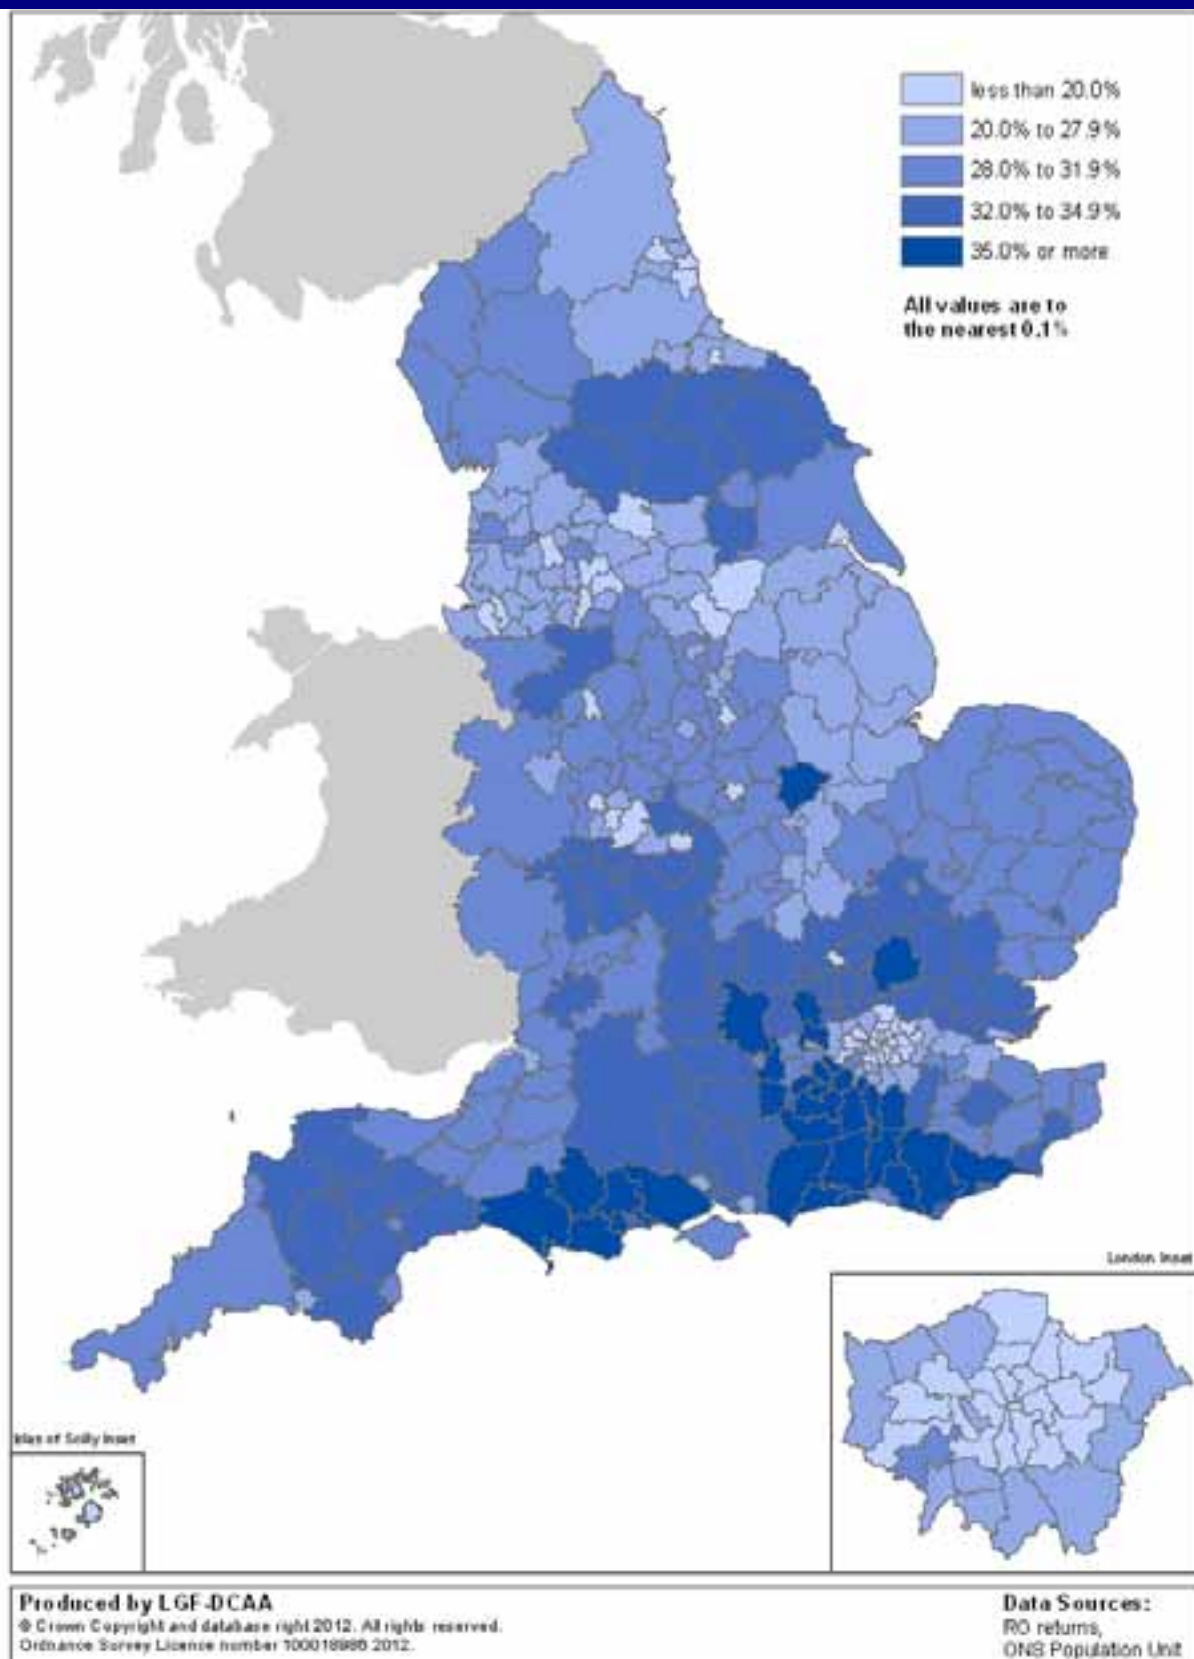 less than 20.0%
20.0% to 27.9%
28.0% to 31.9%
32.0% to 34.9%
35.0% or more
All values are to
the nearest 0.1%
London Inset
Isles of Scilly Inset
Produced by LGF-DCAA
© Crown Copyright and database right 2012. All rights reserved.
Ordnance Survey Licence number 100018986 2012.
Data Sources:
RO returns,
ONS Population Unit